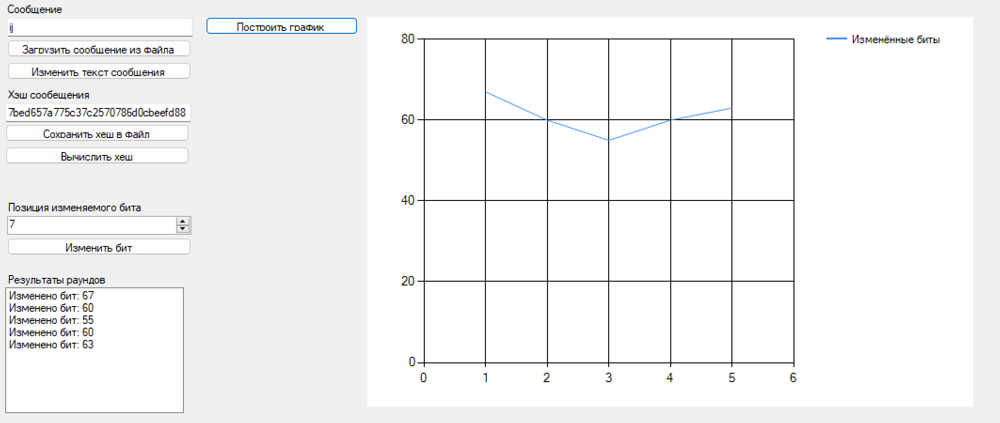 Сообщение
ij
Загрузить сообщение из файла
Изменить текст сообщения
Хэш сообещения
7bed657a775c37c2570786d0cbeefd88
Сохранить хеш в файл
Вычислить хеш
Позиция изменяемого бита
7
Изменить бит
Результаты раундов
Изменено бит: 67
Изменено бит: 60
Изменено бит: 55
Изменено бит: 60
Изменено бит: 63
Построить график
80
60
40
20
0
0 1 2 3 4 5 6
Изменённые биты